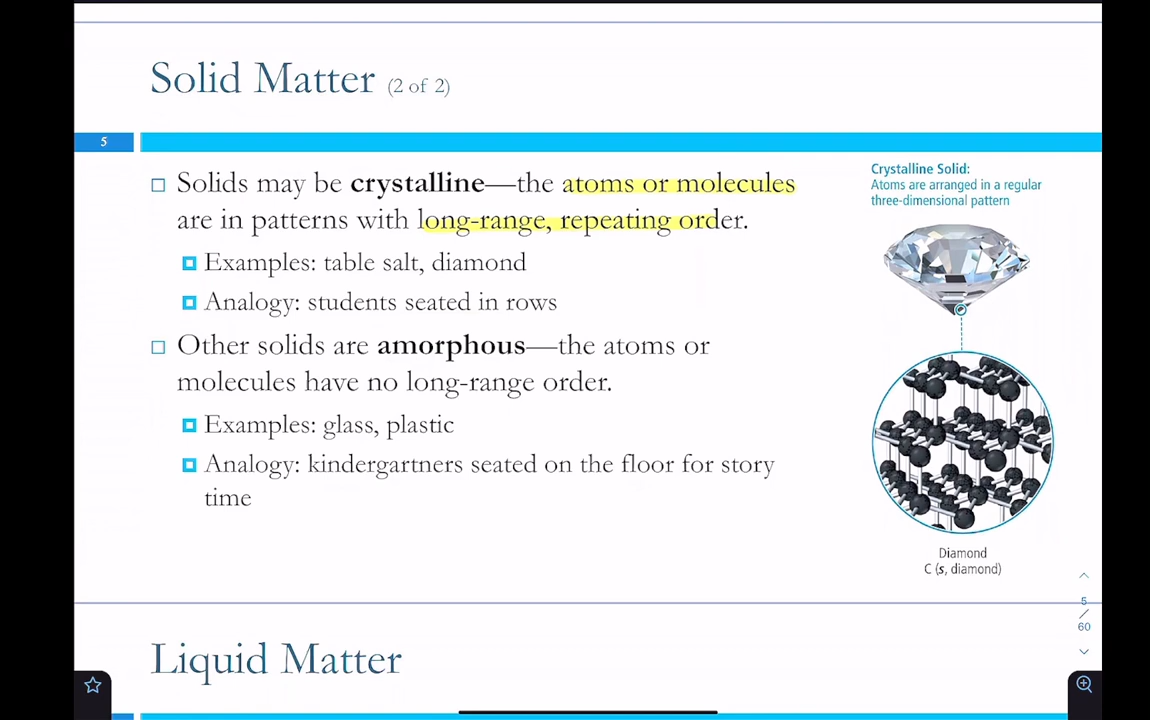 Solid Matter (2 of 2)
5
Solids may be crystalline—the atoms or molecules
are in patterns with long-range, repeating order.
Examples: table salt, diamond
Analogy: students seated in rows
Other solids are amorphous—the atoms or
molecules have no long-range order.
Examples: glass, plastic
Analogy: kindergartners seated on the floor for story
time
Crystalline Solid:
Atoms are arranged in a regular
three-dimensional pattern
Diamond
C (s, diamond)
5
/
60
Liquid Matter